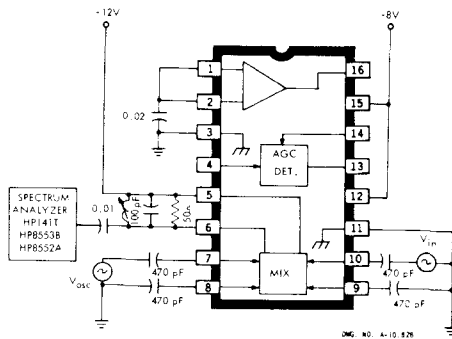 -12V
-8V
1
16
2
15
0.02
3
14
4
AGC
DET.
13
5
12
SPECTRUM
ANALYZER
HP141T
HP8553B
HP8552A
0.01
100 pF
50Ω
6
11
Vin
7
470 pF
MIX
10
470 pF
Vosc
8
470 pF
9
470 pF
DWG. NO. A-10,826